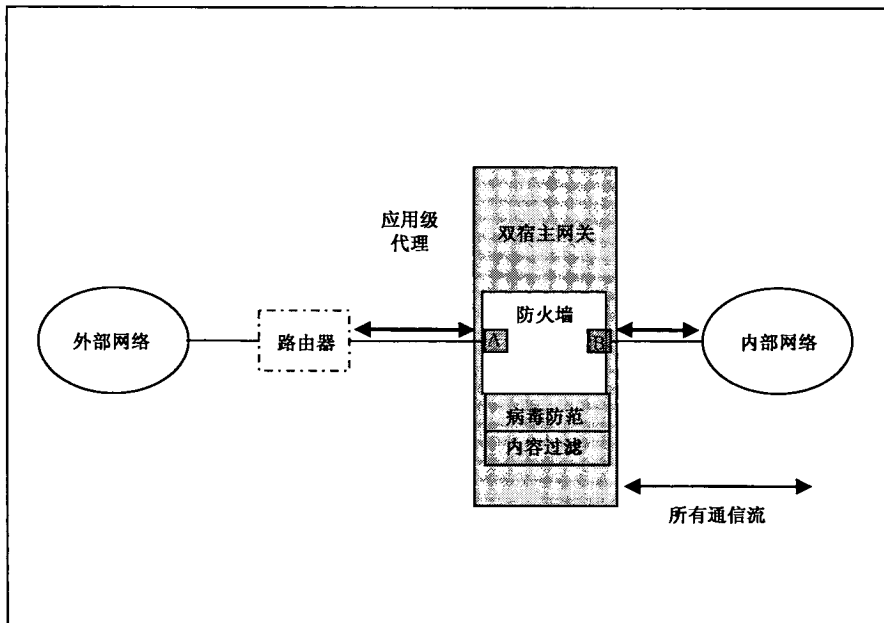 应用级
代理
双宿主网关
外部网络
路由器
防火墙
A
B
内部网络
病毒防范
内容过滤
所有通信流